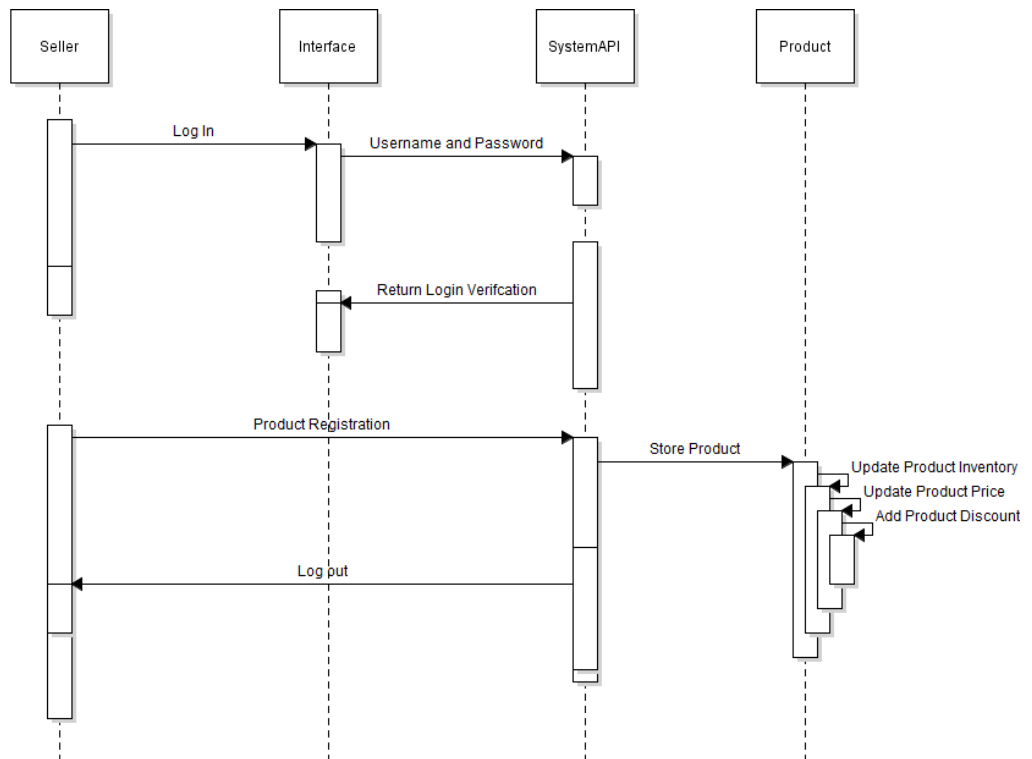 Seller
Interface
SystemAPI
Product
Log In
Username and Password
Return Login Verifcation
Product Registration
Store Product
Update Product Inventory
Update Product Price
Add Product Discount
Log out